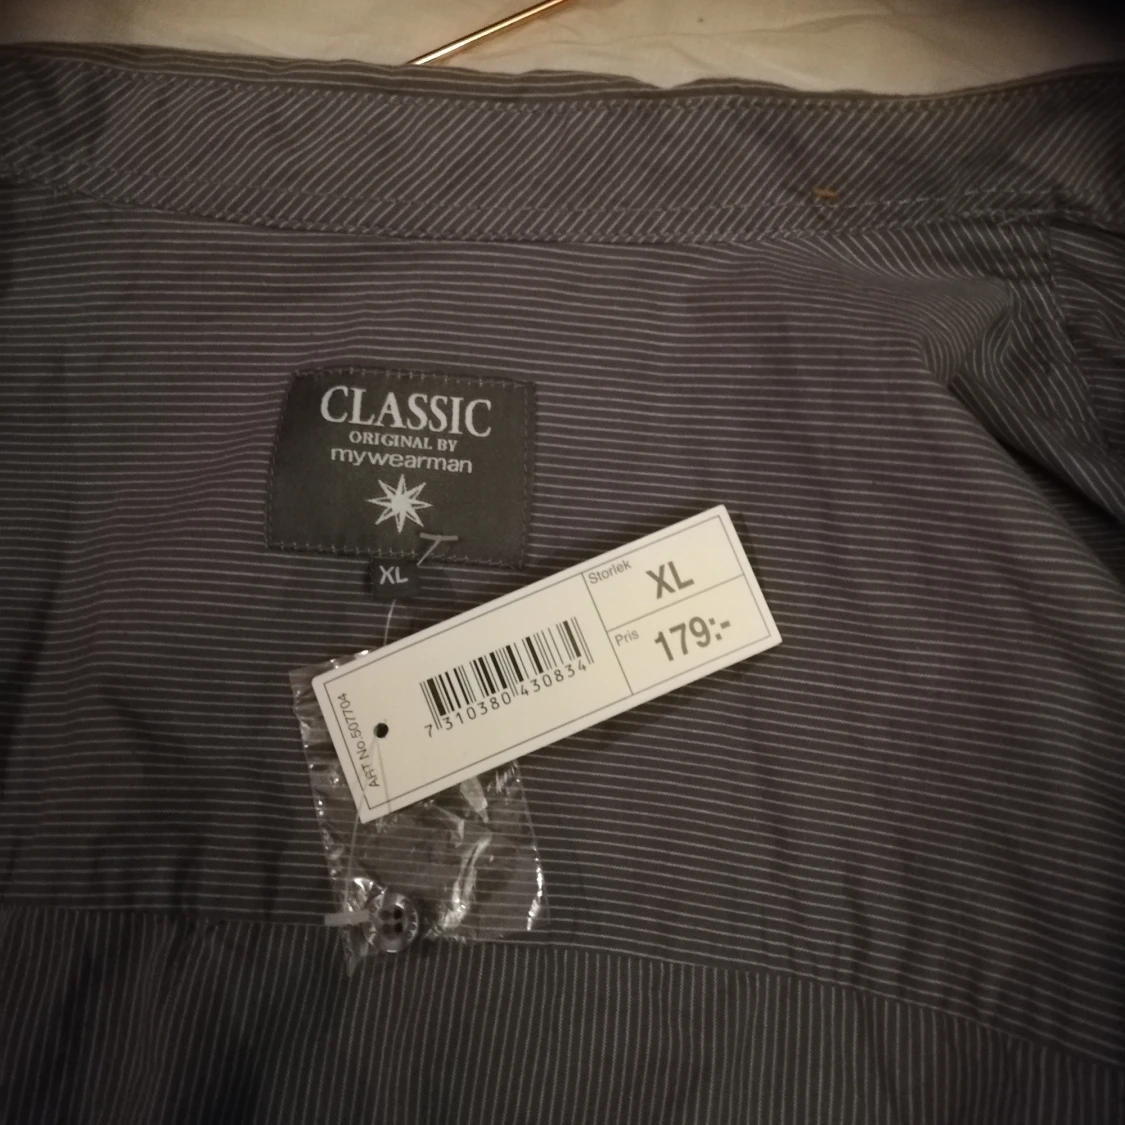 CLASSIC
ORIGINAL BY
mywearman
XL
Storlek
XL
Pris
179:-
7 310380 430834
ART No.507704